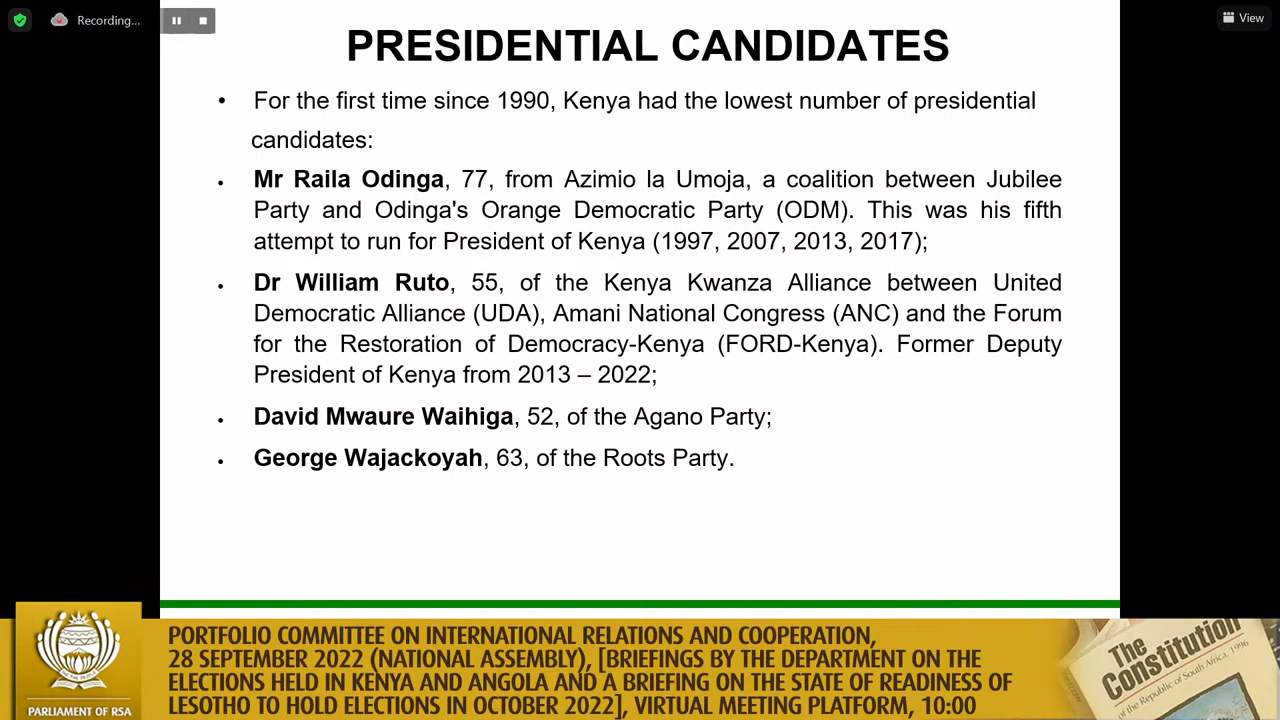 Recording...
View
PRESIDENTIAL CANDIDATES
• For the first time since 1990, Kenya had the lowest number of presidential
candidates:
• Mr Raila Odinga, 77, from Azimio la Umoja, a coalition between Jubilee
Party and Odinga's Orange Democratic Party (ODM). This was his fifth
attempt to run for President of Kenya (1997, 2007, 2013, 2017);
• Dr William Ruto, 55, of the Kenya Kwanza Alliance between United
Democratic Alliance (UDA), Amani National Congress (ANC) and the Forum
for the Restoration of Democracy-Kenya (FORD-Kenya). Former Deputy
President of Kenya from 2013 – 2022;
• David Mwaure Waihiga, 52, of the Agano Party;
• George Wajackoyah, 63, of the Roots Party.
PORTFOLIO COMMITTEE ON INTERNATIONAL RELATIONS AND COOPERATION,
28 SEPTEMBER 2022 (NATIONAL ASSEMBLY), [BRIEFINGS BY THE DEPARTMENT ON THE
ELECTIONS HELD IN KENYA AND ANGOLA AND A BRIEFING ON THE STATE OF READINESS OF
LESOTHO TO HOLD ELECTIONS IN OCTOBER 2022], VIRTUAL MEETING PLATFORM, 10:00
PARLIAMENT OF RSA
The
Constitution
of the Republic of South Africa, 1996